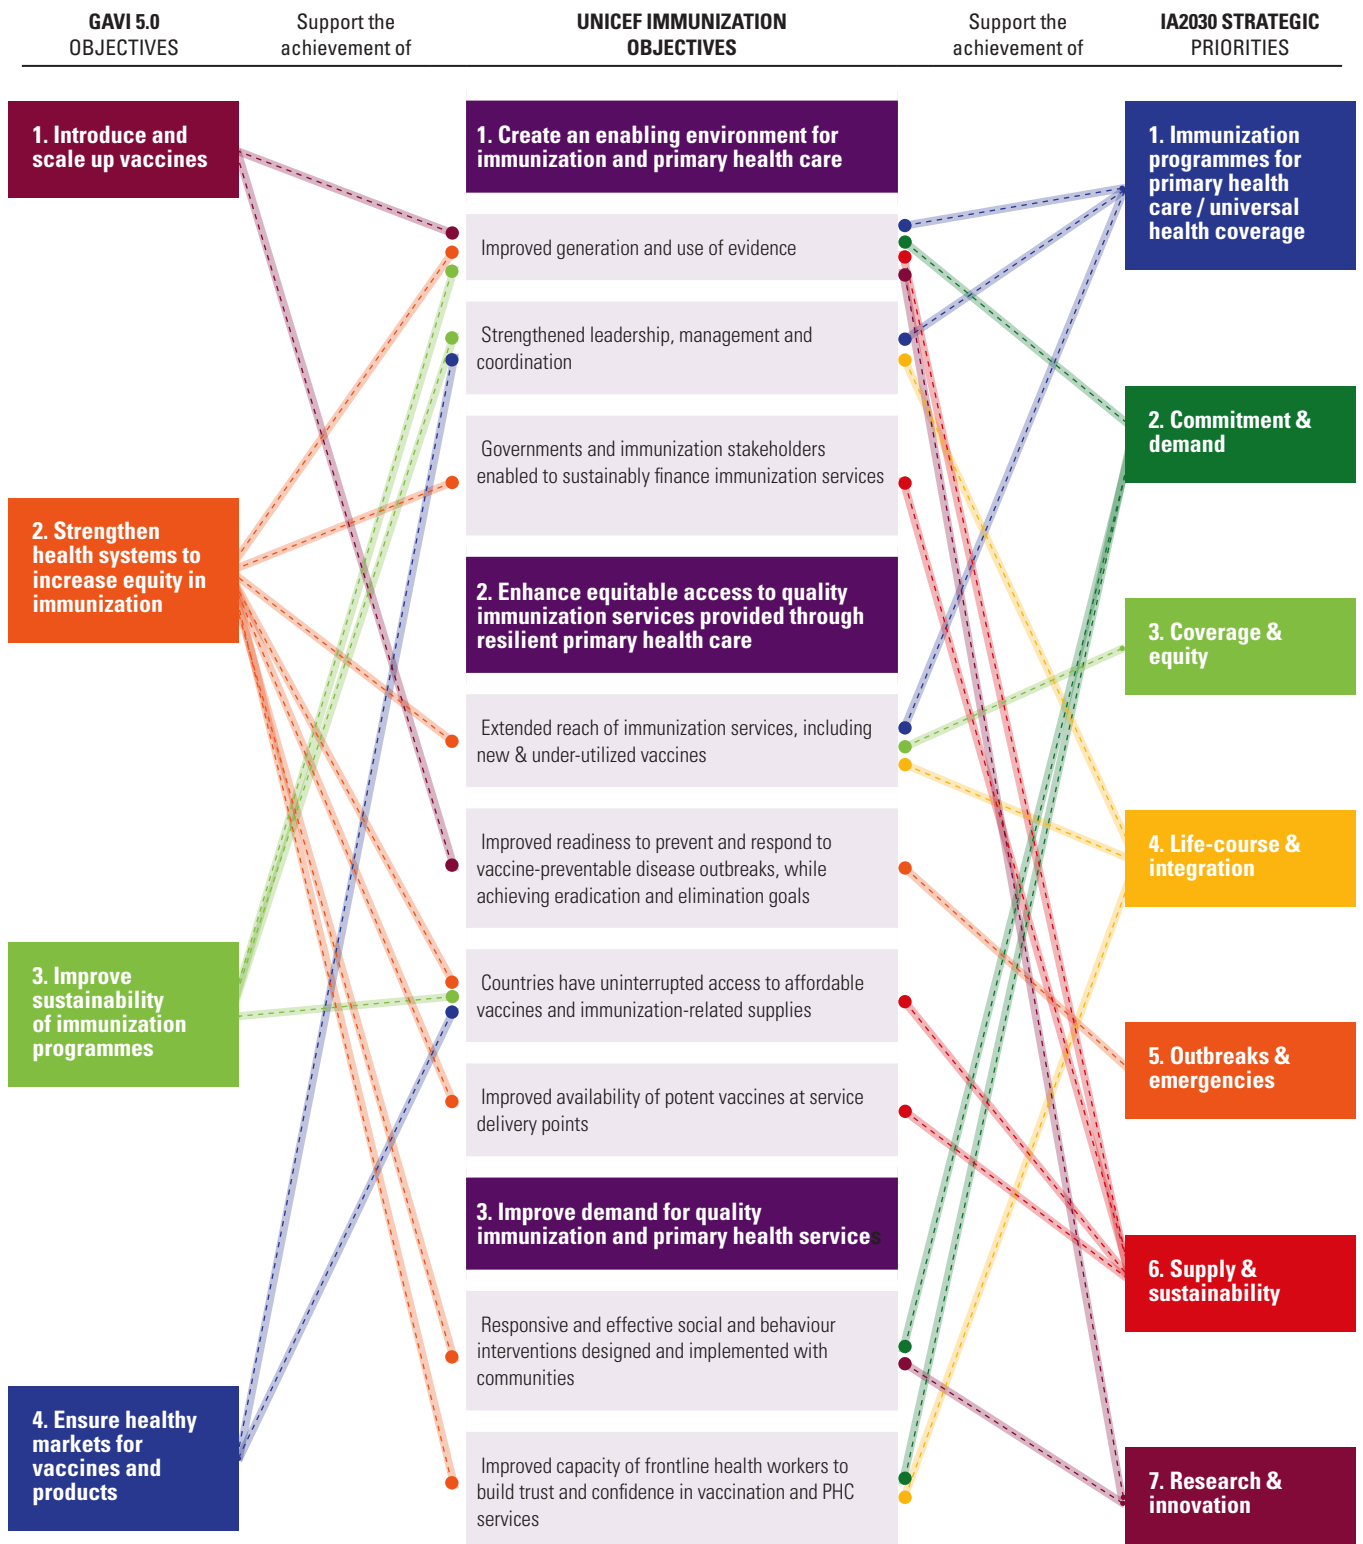 GAVI 5.0
OBJECTIVES
Support the
achievement of
UNICEF IMMUNIZATION
OBJECTIVES
Support the
achievement of
IA2030 STRATEGIC
PRIORITIES
1. Introduce and
scale up vaccines
2. Strengthen
health systems to
increase equity in
immunization
3. Improve
sustainability
of immunization
programmes
4. Ensure healthy
markets for
vaccines and
products
1. Create an enabling environment for
immunization and primary health care
Improved generation and use of evidence
Strengthened leadership, management and
coordination
Governments and immunization stakeholders
enabled to sustainably finance immunization services
2. Enhance equitable access to quality
immunization services provided through
resilient primary health care
Extended reach of immunization services, including
new & under-utilized vaccines
Improved readiness to prevent and respond to
vaccine-preventable disease outbreaks, while
achieving eradication and elimination goals
Countries have uninterrupted access to affordable
vaccines and immunization-related supplies
Improved availability of potent vaccines at service
delivery points
3. Improve demand for quality
immunization and primary health services
Responsive and effective social and behaviour
interventions designed and implemented with
communities
Improved capacity of frontline health workers to
build trust and confidence in vaccination and PHC
services
1. Immunization
programmes for
primary health
care / universal
health coverage
2. Commitment &
demand
3. Coverage &
equity
4. Life-course &
integration
5. Outbreaks &
emergencies
6. Supply &
sustainability
7. Research &
innovation